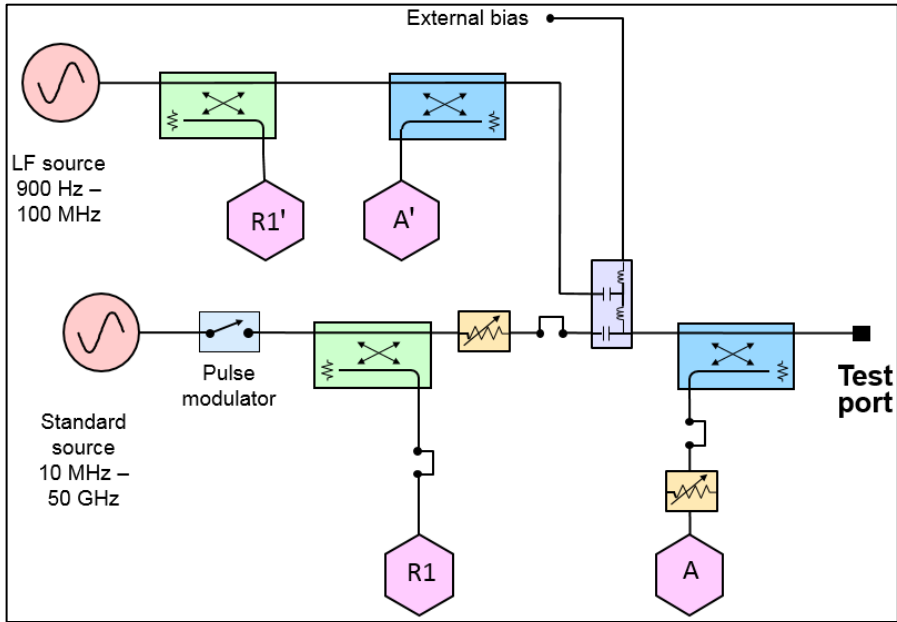 External bias
LF source
900 Hz –
100 MHz
R1'
A'
Standard
source
10 MHz –
50 GHz
Pulse
modulator
Test
port
R1
A